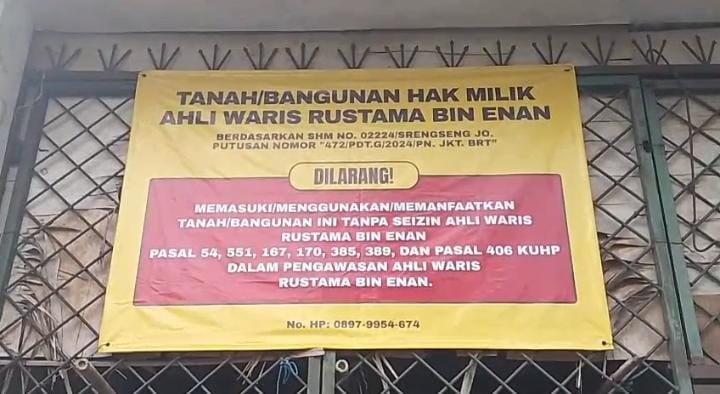 TANAH/BANGUNAN HAK MILIK
AHLI WARIS RUSTAMA BIN ENAN
BERDASARKAN SHM NO. 02224/SRENGSENG JO.
PUTUSAN NOMOR "472/PDT.G/2024/PN. JKT. BRT"
DILARANG!
MEMASUKI/MENGGUNAKAN/MEMANFAATKAN
TANAH/BANGUNAN INI TANPA SEIZIN AHLI WARIS
RUSTAMA BIN ENAN
PASAL 54, 551, 167, 170, 385, 389, DAN PASAL 406 KUHP
DALAM PENGAWASAN AHLI WARIS
RUSTAMA BIN ENAN.
No. HP: 0897-9954-674